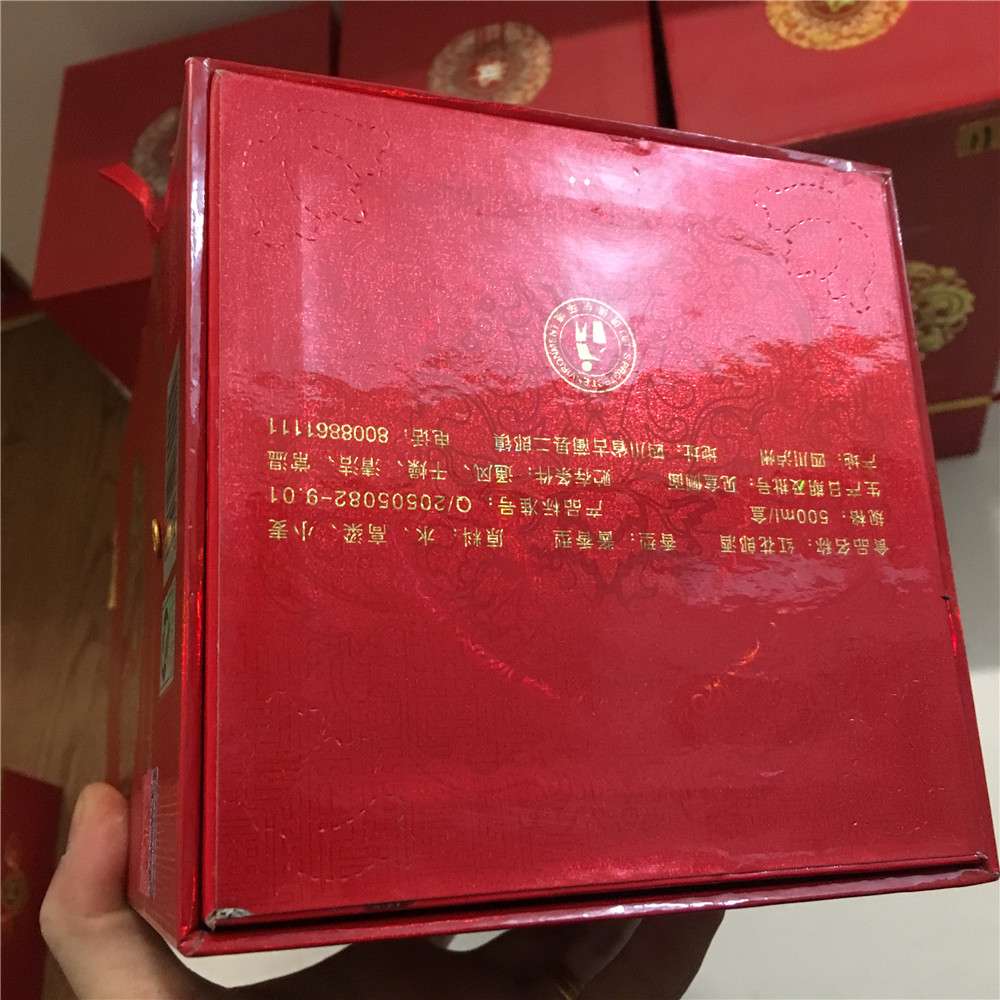 食品名称：红花郎酒 香型：酱香型 原料：水、高粱、小麦
规格：500ml/盒 产品标准号：Q/20505082-9.01
生产日期及批号：见盒侧面 贮存条件：通风、干燥、清洁、常温
产地：四川泸州 地址：四川省古蔺县二郎镇 电话：8008861111